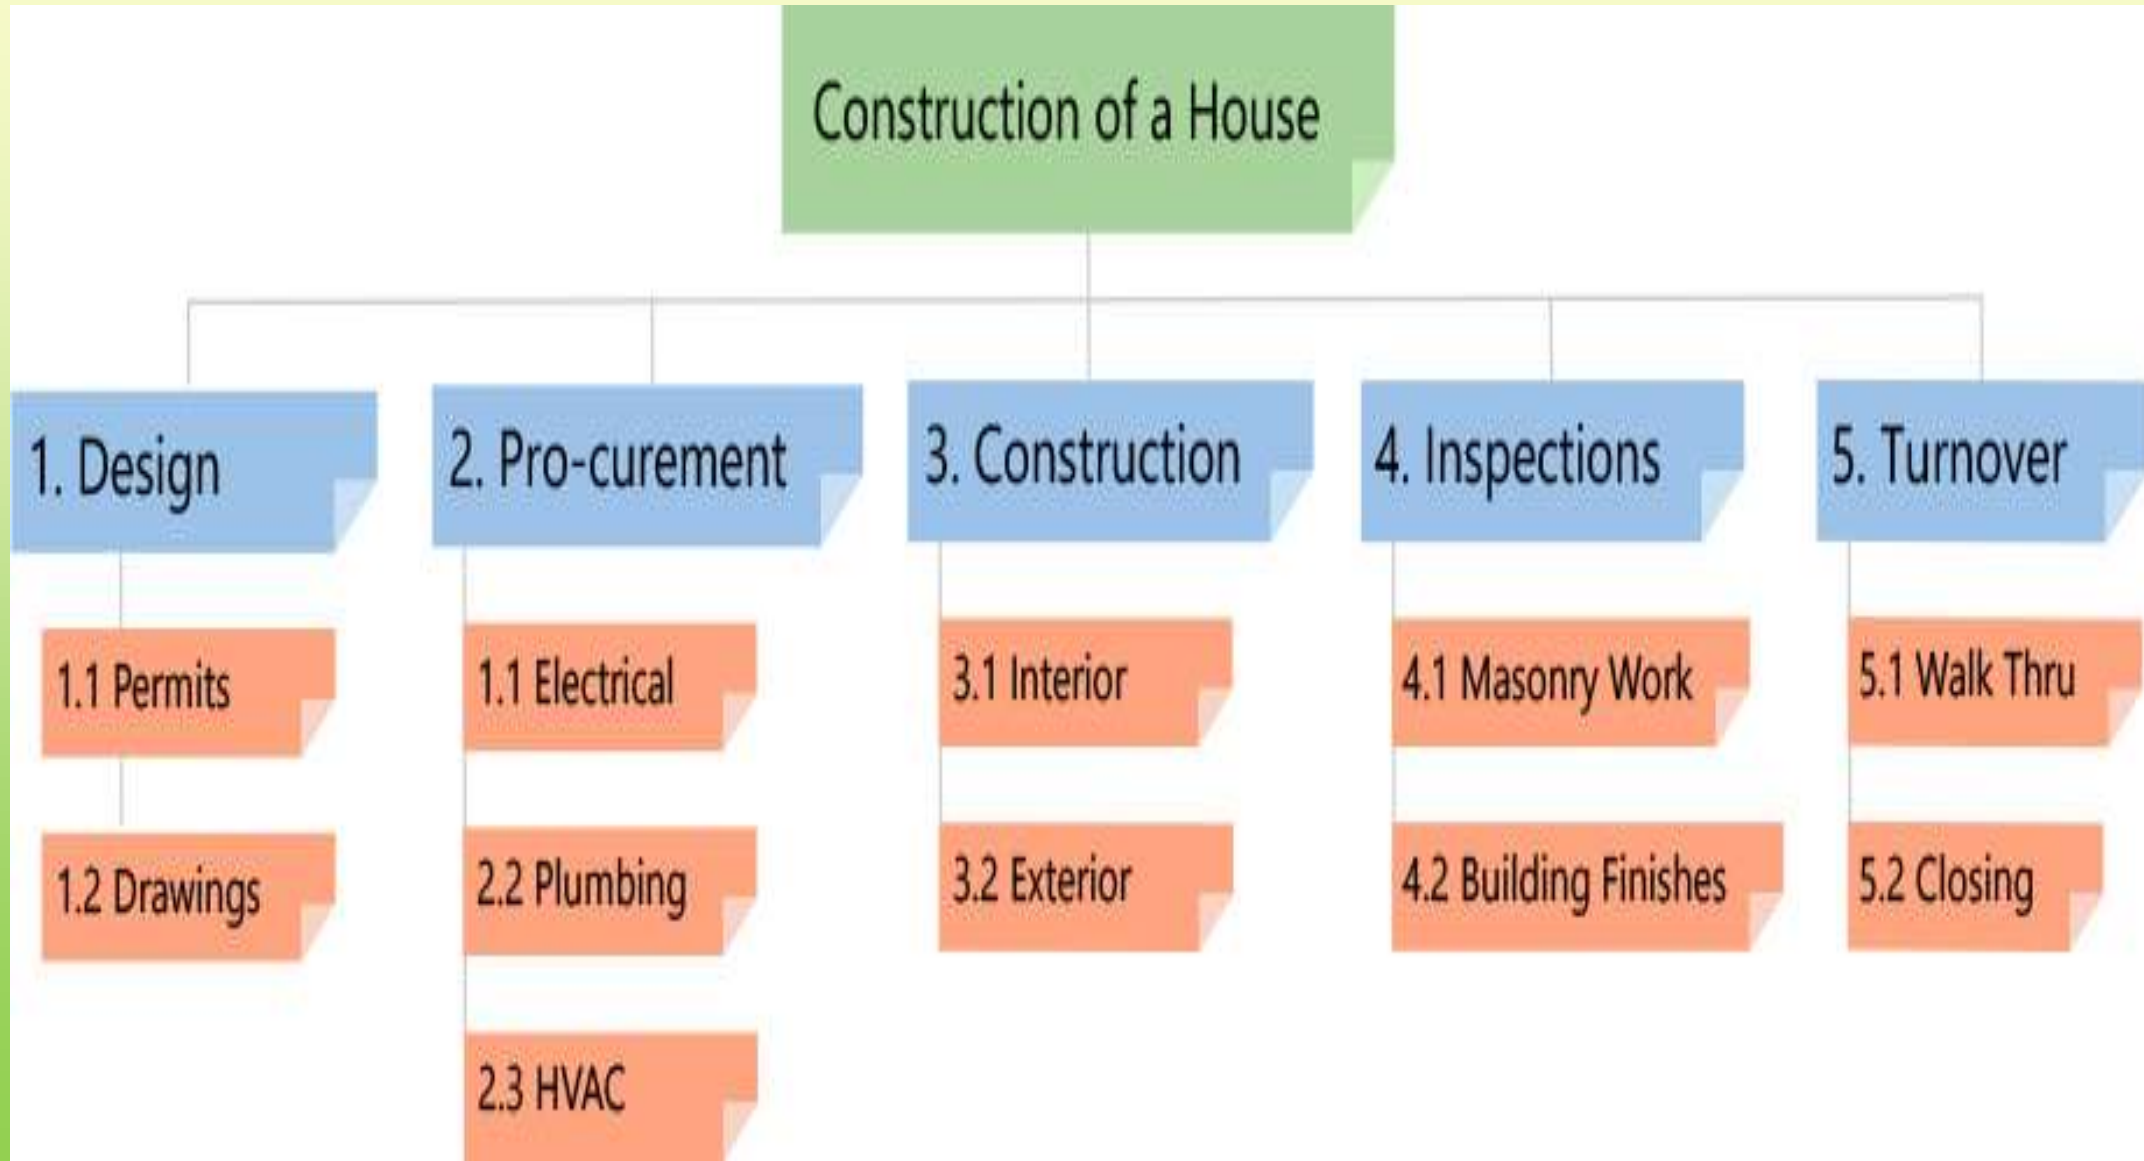 Construction of a House
1. Design
2. Pro-curement
3. Construction
4. Inspections
5. Turnover
1.1 Permits
1.1 Electrical
3.1 Interior
4.1 Masonry Work
5.1 Walk Thru
1.2 Drawings
2.2 Plumbing
3.2 Exterior
4.2 Building Finishes
5.2 Closing
2.3 HVAC